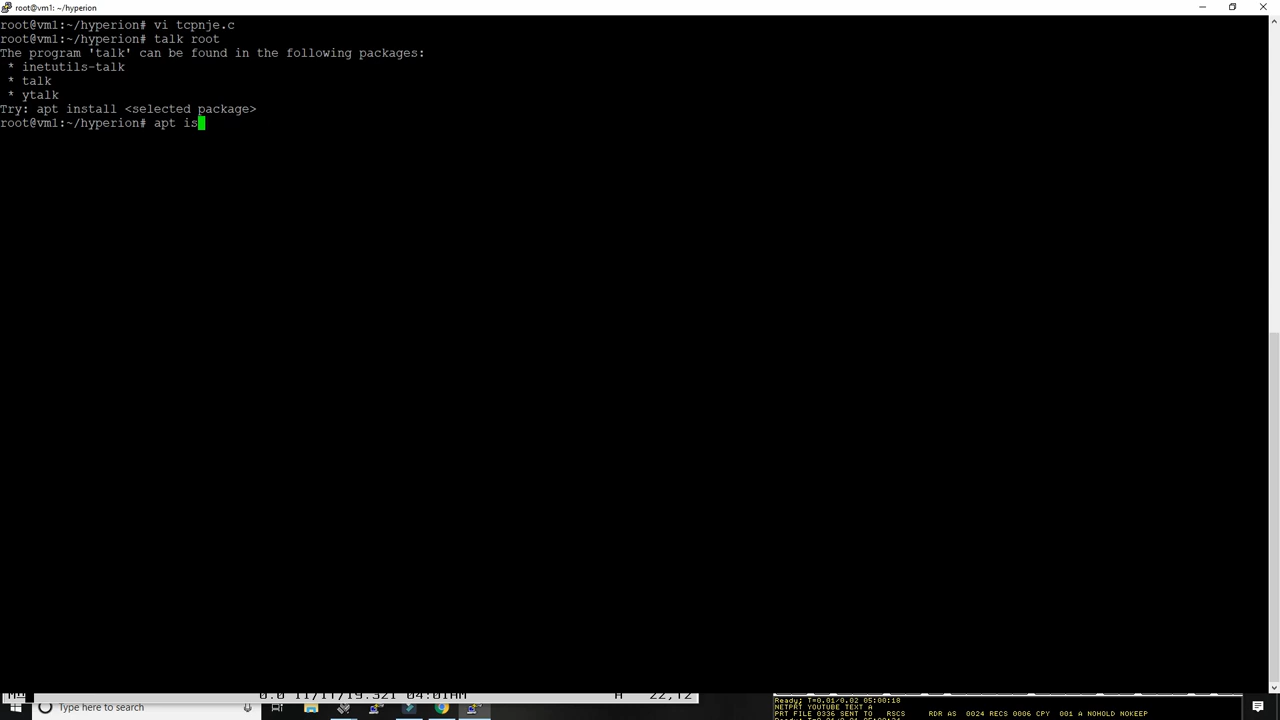 root@vm1: ~/hyperion
root@vm1:~/hyperion# vi tcpnje.c
root@vm1:~/hyperion# talk root
The program 'talk' can be found in the following packages:
* inetutils-talk
* talk
* ytalk
Try: apt install <selected package>
root@vm1:~/hyperion# apt is
0.0 11/11/19.321 04:01AM
22,12
Ready; T=0.01/0.02 05:00:18
NETPRT YOUTUBE TEXT A
PRT FILE 0336 SENT TO RSCS RDR AS 0024 RECS 0006 CPY 001 A NOHOLD NOKEEP
Type here to search